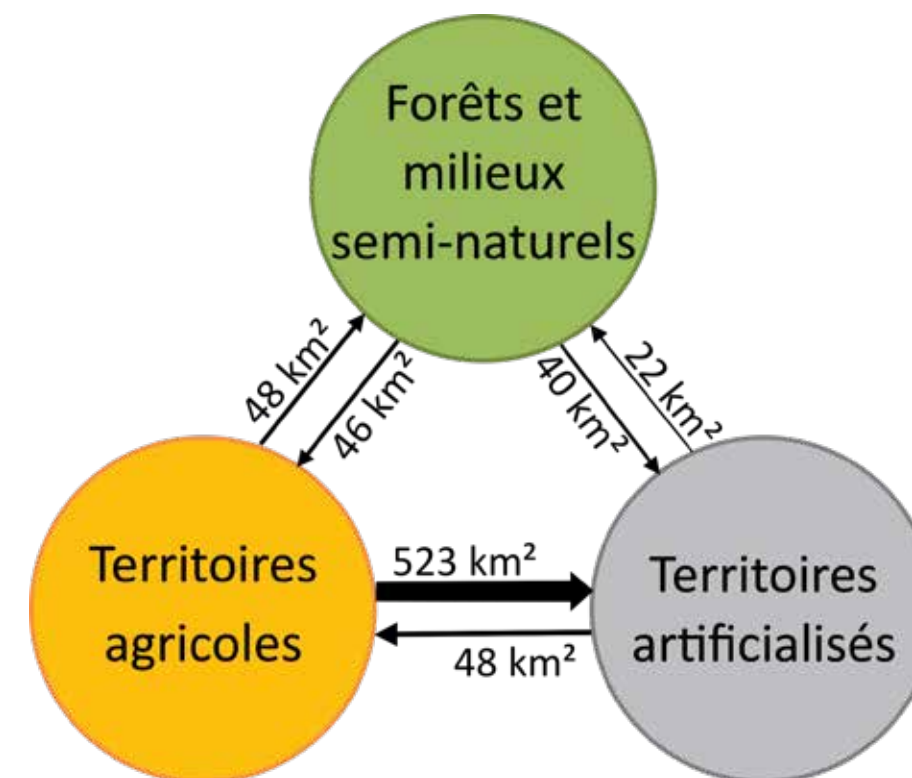 Forêts et
milieux
semi-naturels
48 km²
46 km²
40 km²
22 km²
523 km²
Territoires
agricoles
Territoires
artificialisés
48 km²